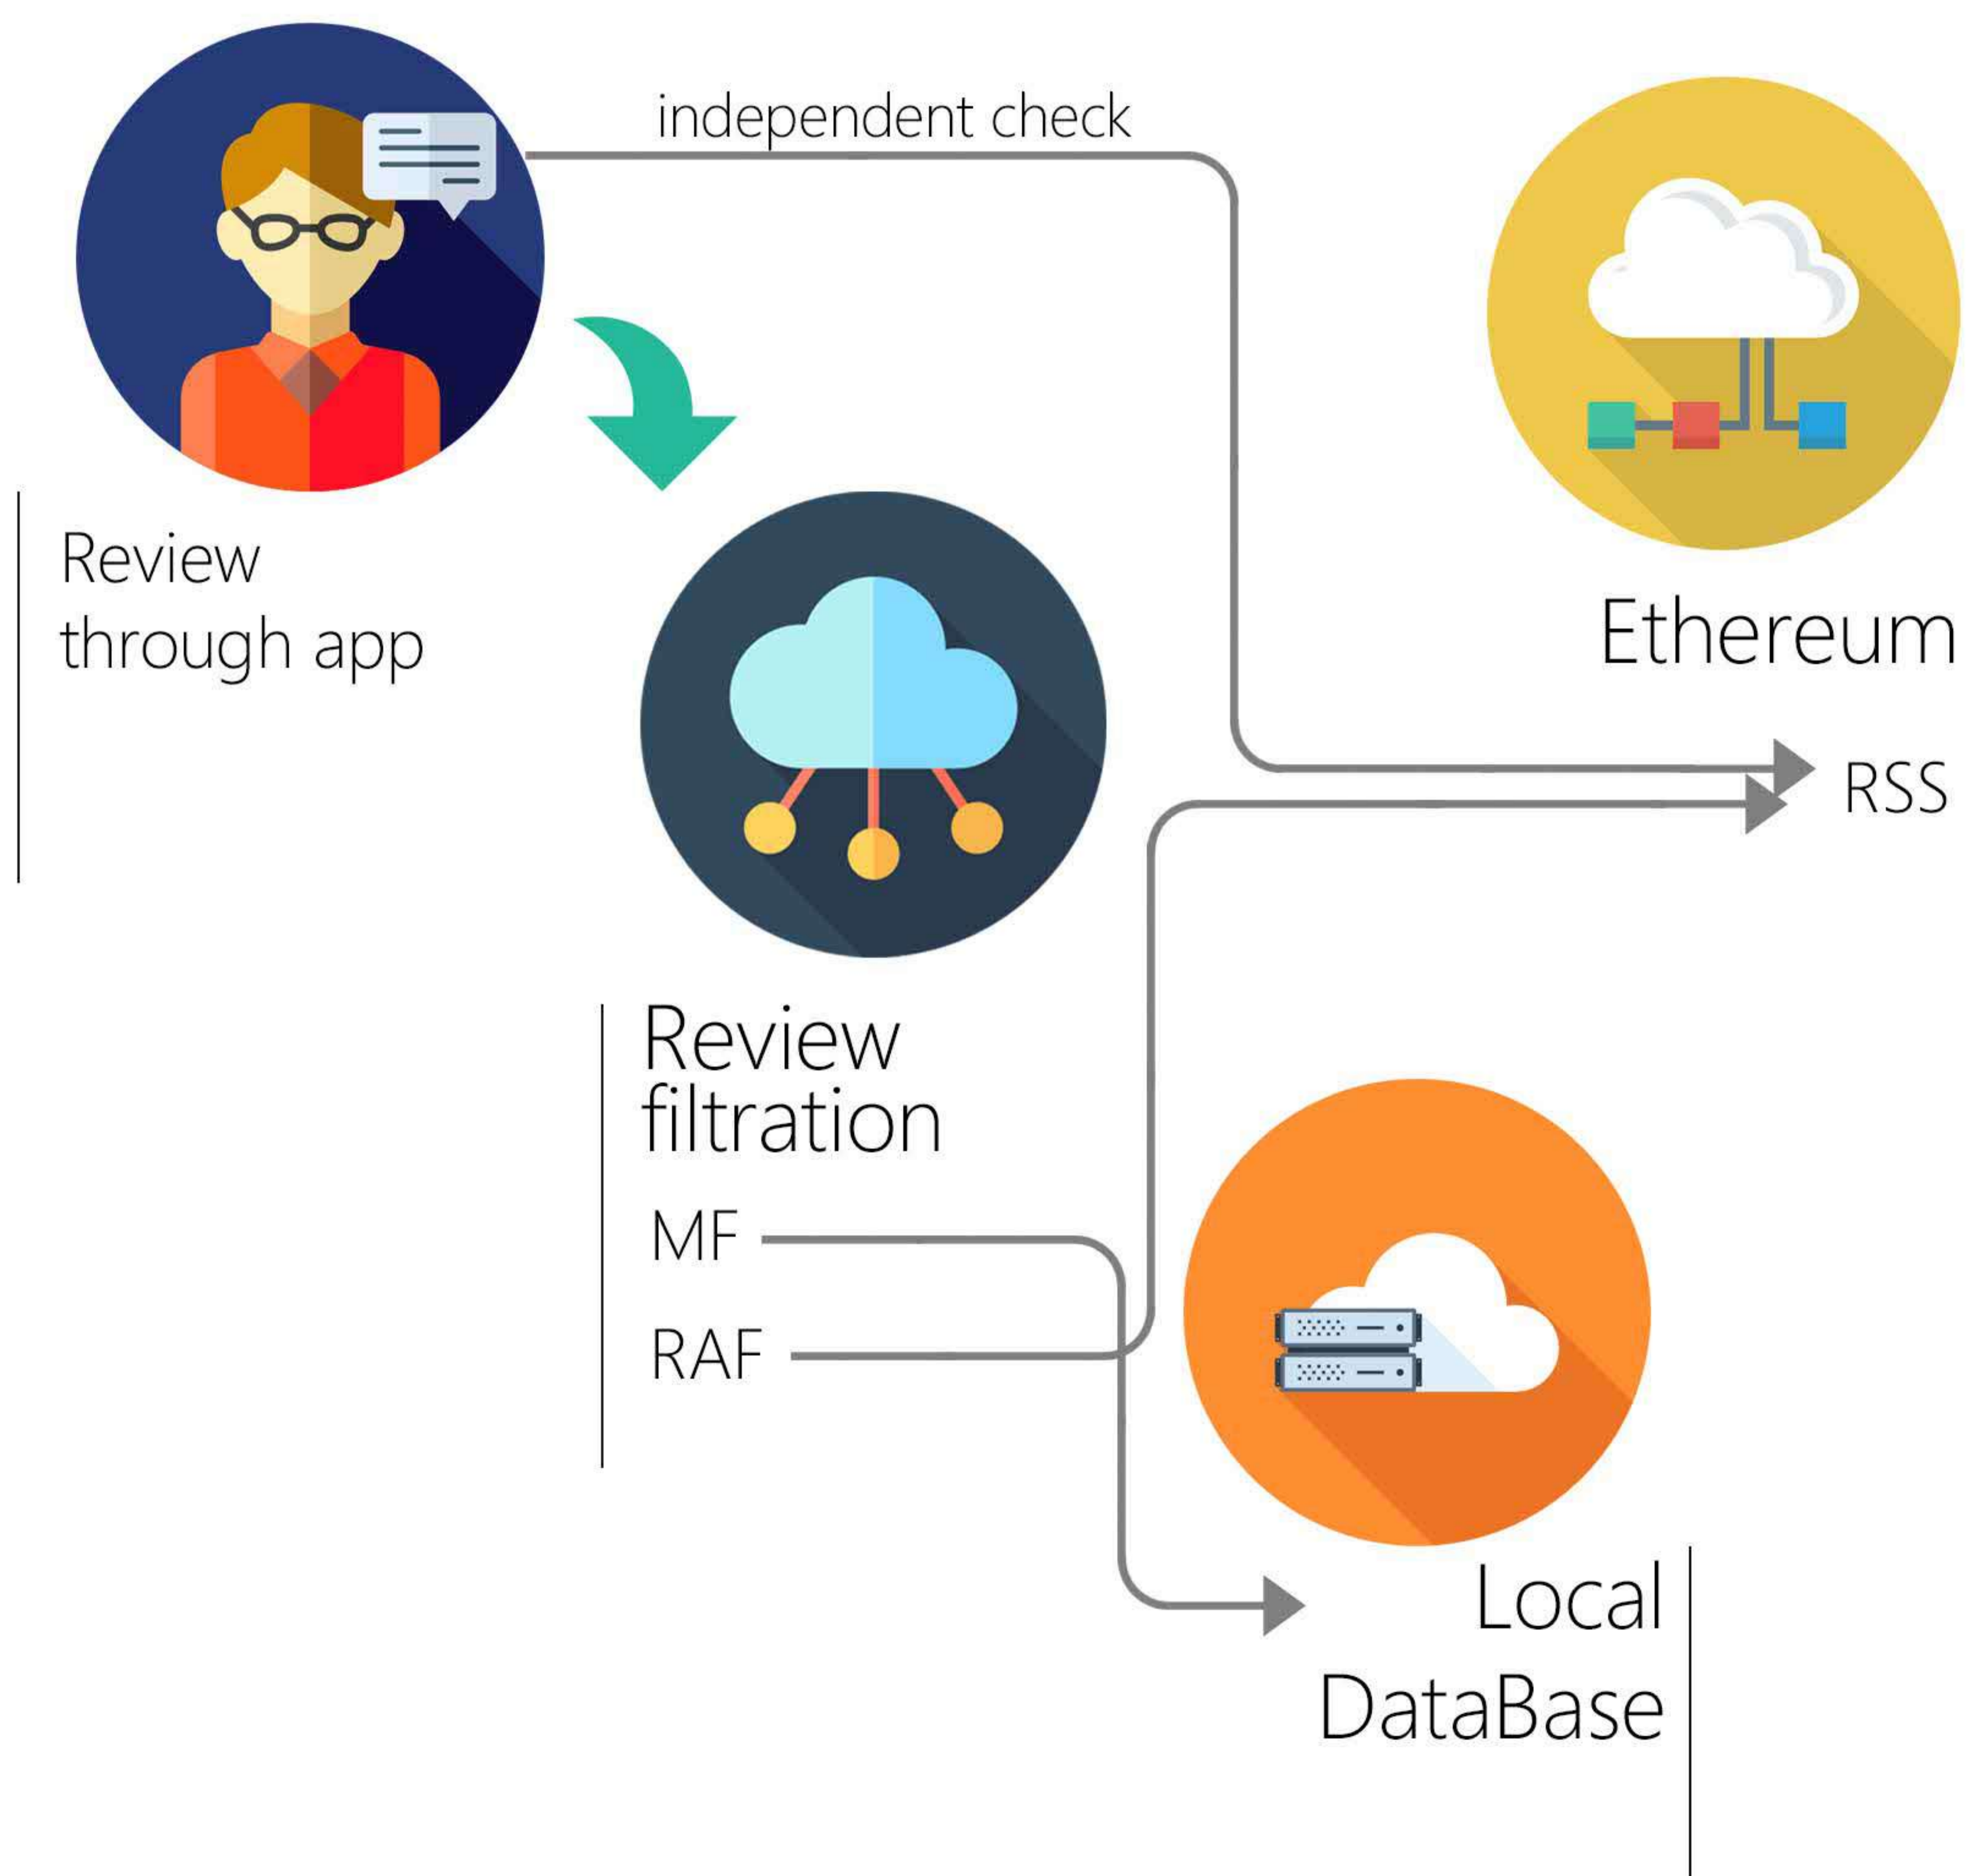 independent check
Review
through app
Ethereum
RSS
Review
filtration
MF
RAF
Local
DataBase